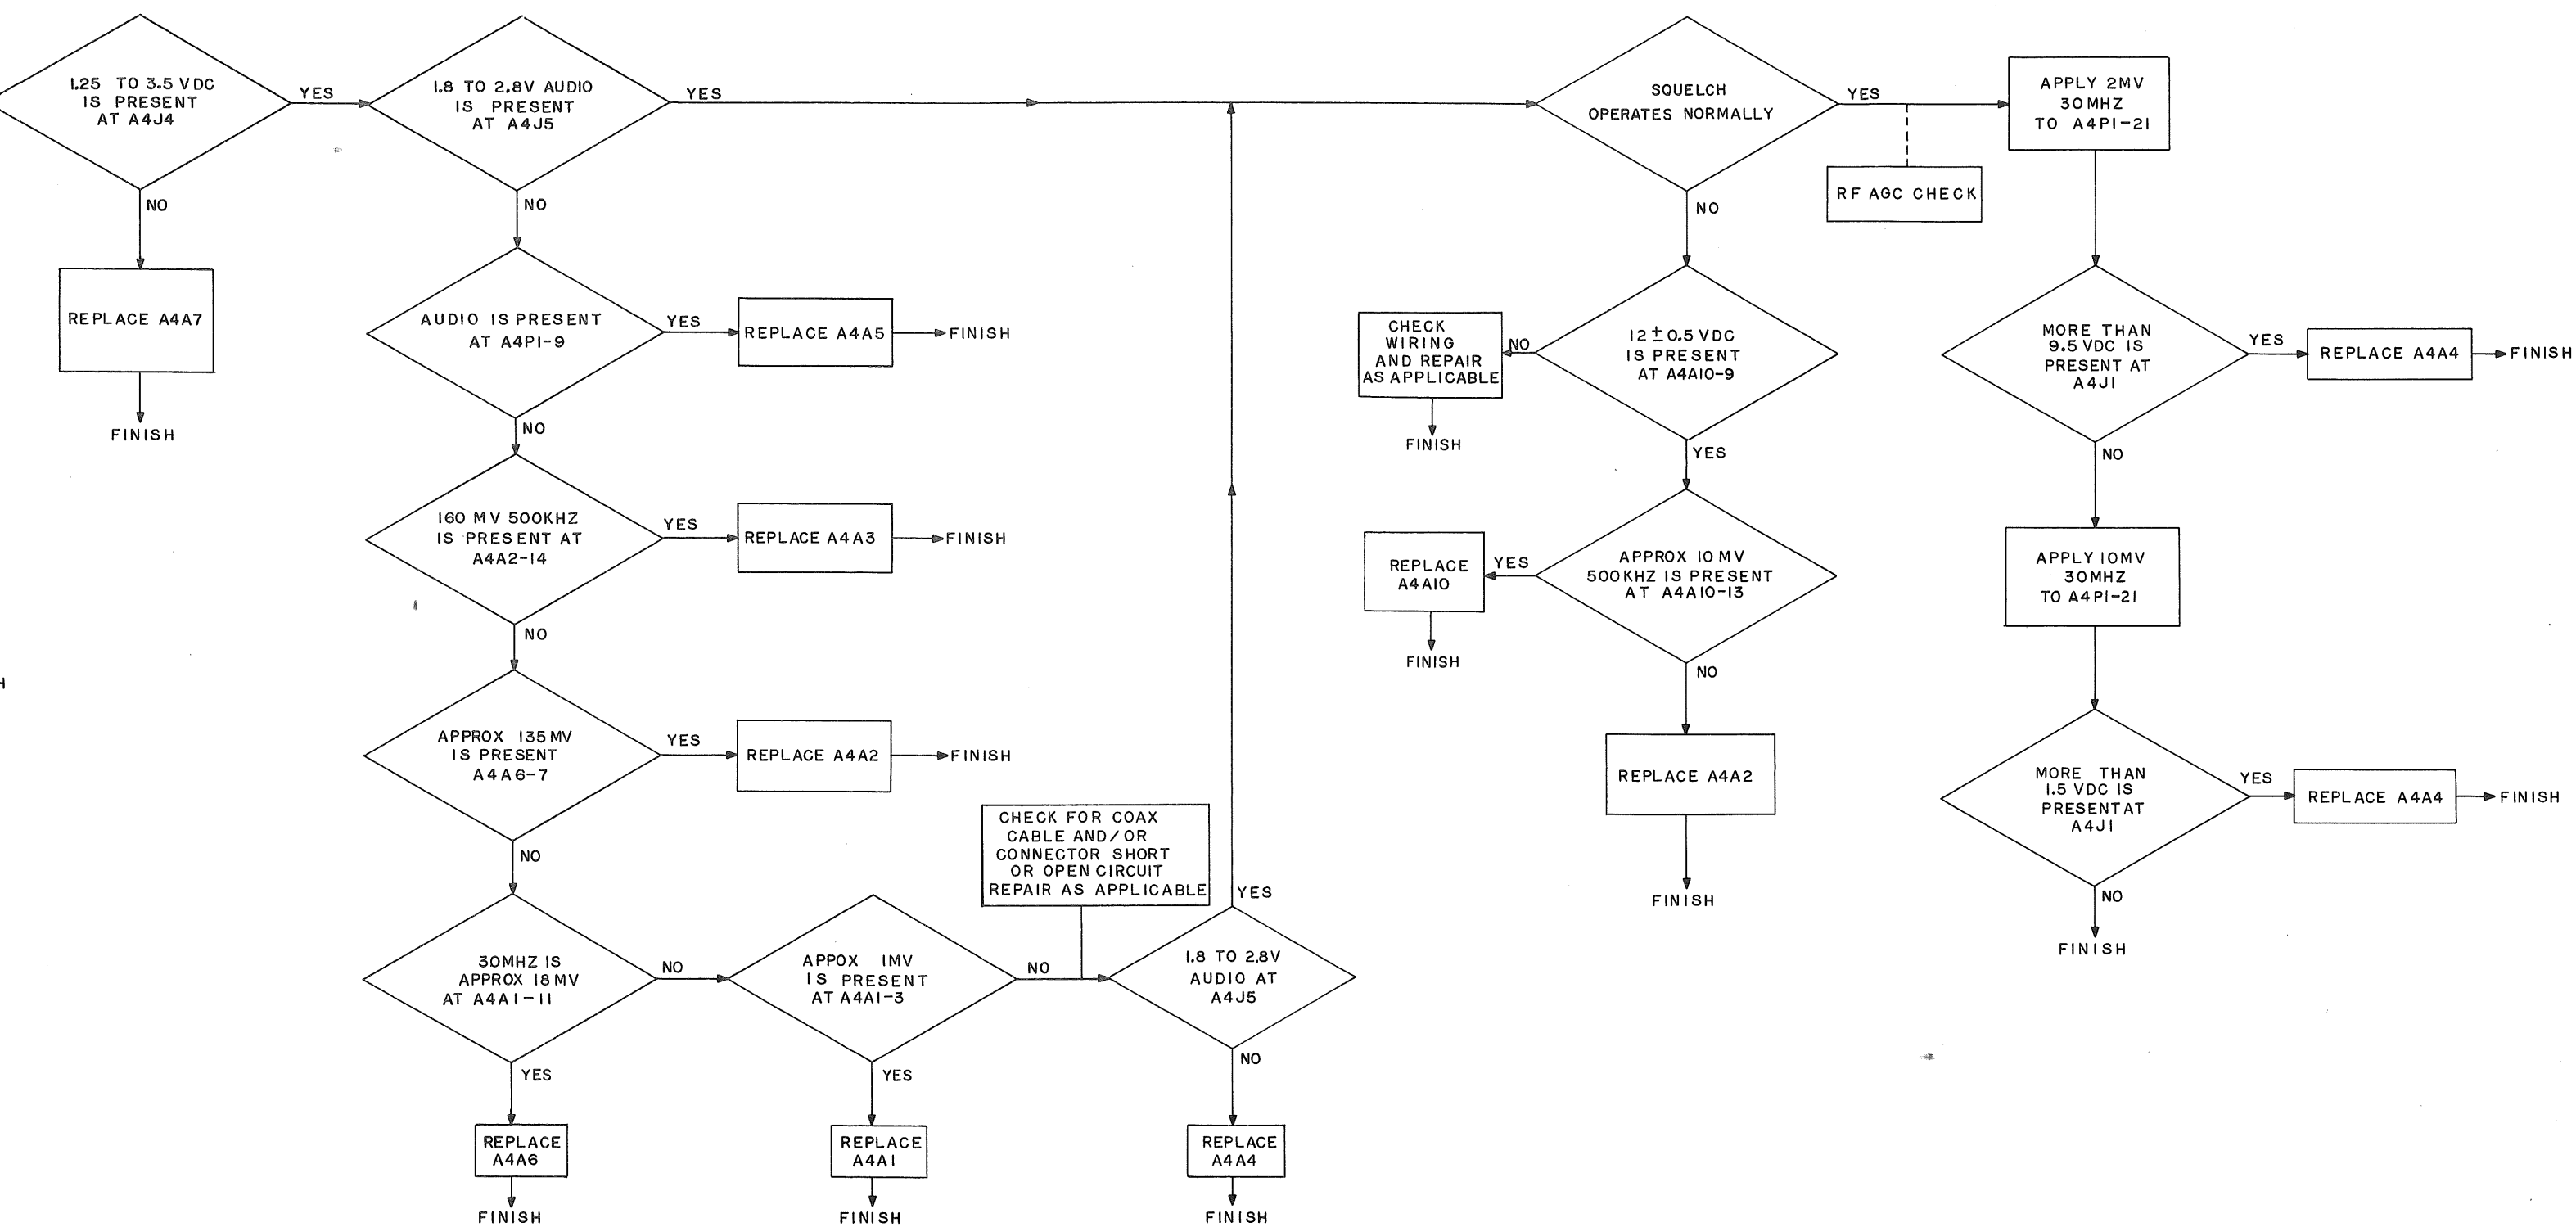 1.25 TO 3.5 VDC
IS PRESENT
AT A4J4
YES
NO
REPLACE A4A7
FINISH
1.8 TO 2.8V AUDIO
IS PRESENT
AT A4J5
YES
NO
AUDIO IS PRESENT
AT A4P1-9
YES
REPLACE A4A5
FINISH
NO
160 MV 500KHZ
IS PRESENT AT
A4A2-14
YES
REPLACE A4A3
FINISH
NO
APPROX 135MV
IS PRESENT
A4A6-7
YES
REPLACE A4A2
FINISH
NO
30MHZ IS
APPROX 18MV
AT A4A1-11
NO
YES
REPLACE
A4A6
FINISH
APPOX 1MV
IS PRESENT
AT A4A1-3
NO
YES
REPLACE
A4A1
FINISH
CHECK FOR COAX
CABLE AND/OR
CONNECTOR SHORT
OR OPEN CIRCUIT
REPAIR AS APPLICABLE
1.8 TO 2.8V
AUDIO AT
A4J5
YES
NO
REPLACE
A4A4
FINISH
SQUELCH
OPERATES NORMALLY
YES
RF AGC CHECK
NO
12±0.5 VDC
IS PRESENT
AT A4A10-9
NO
CHECK
WIRING
AND REPAIR
AS APPLICABLE
FINISH
YES
APPROX 10MV
500KHZ IS PRESENT
AT A4A10-13
YES
REPLACE
A4A10
FINISH
NO
REPLACE A4A2
FINISH
APPLY 2MV
30MHZ
TO A4P1-21
MORE THAN
9.5 VDC IS
PRESENT AT
A4J1
YES
REPLACE A4A4
FINISH
NO
APPLY 10MV
30MHZ
TO A4P1-21
MORE THAN
1.5 VDC IS
PRESENT AT
A4J1
YES
REPLACE A4A4
FINISH
NO
FINISH